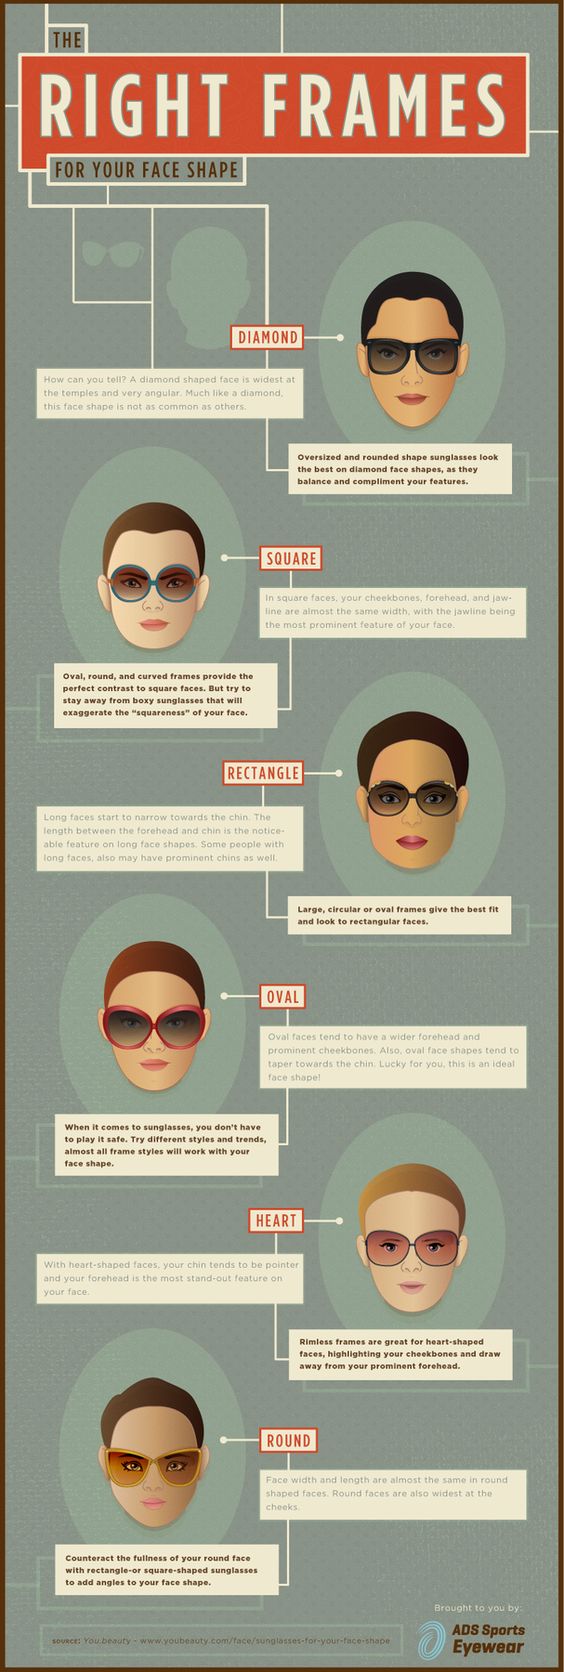 THE
RIGHT FRAMES
FOR YOUR FACE SHAPE
DIAMOND
How can you tell? A diamond shaped face is widest at
the temples and very angular. Much like a diamond,
this face shape is not as common as others.
Oversized and rounded shape sunglasses look
the best on diamond face shapes, as they
balance and compliment your features.
SQUARE
In square faces, your cheekbones, forehead, and jaw-
line are almost the same width, with the jawline being
the most prominent feature of your face.
Oval, round, and curved frames provide the
perfect contrast to square faces. But try to
stay away from boxy sunglasses that will
exaggerate the “squareness” of your face.
RECTANGLE
Long faces start to narrow towards the chin. The
length between the forehead and chin is the notice-
able feature on long face shapes. Some people with
long faces, also may have prominent chins as well.
Large, circular or oval frames give the best fit
and look to rectangular faces.
OVAL
Oval faces tend to have a wider forehead and
prominent cheekbones. Also, oval face shapes tend to
taper towards the chin. Lucky for you, this is an ideal
face shape!
When it comes to sunglasses, you don’t have
to play it safe. Try different styles and trends,
almost all frame styles will work with your
face shape.
HEART
With heart-shaped faces, your chin tends to be pointer
and your forehead is the most stand-out feature on
your face.
Rimless frames are great for heart-shaped
faces, highlighting your cheekbones and draw
away from your prominent forehead.
ROUND
Face width and length are almost the same in round
shaped faces. Round faces are also widest at the
cheeks.
Counteract the fullness of your round face
with rectangle-or square-shaped sunglasses
to add angles to your face shape.
Brought to you by:
ADS Sports
Eyewear
SOURCE: You.beauty - www.youbeauty.com/face/sunglasses-for-your-face-shape